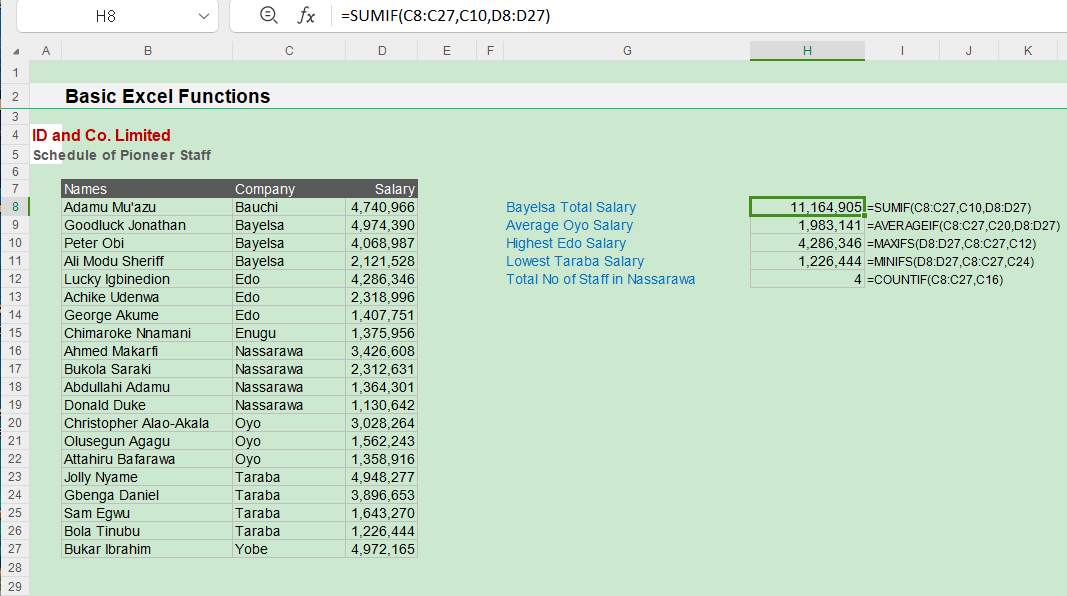 H8 fx =SUMIF(C8:C27,C10,D8:D27)
A B C D E F G H I J K
1
2 Basic Excel Functions
3
4 ID and Co. Limited
5 Schedule of Pioneer Staff
6
7 Names Company Salary
8 Adamu Mu'azu Bauchi 4,740,966 Bayelsa Total Salary 11,164,905 =SUMIF(C8:C27,C10,D8:D27)
9 Goodluck Jonathan Bayelsa 4,974,390 Average Oyo Salary 1,983,141 =AVERAGEIF(C8:C27,C20,D8:D27)
10 Peter Obi Bayelsa 4,068,987 Highest Edo Salary 4,286,346 =MAXIFS(D8:D27,C8:C27,C12)
11 Ali Modu Sheriff Bayelsa 2,121,528 Lowest Taraba Salary 1,226,444 =MINIFS(D8:D27,C8:C27,C24)
12 Lucky Igbinedion Edo 4,286,346 Total No of Staff in Nassarawa 4 =COUNTIF(C8:C27,C16)
13 Achike Udenwa Edo 2,318,996
14 George Akume Edo 1,407,751
15 Chimaroke Nnamani Enugu 1,375,956
16 Ahmed Makarfi Nassarawa 3,426,608
17 Bukola Saraki Nassarawa 2,312,631
18 Abdullahi Adamu Nassarawa 1,364,301
19 Donald Duke Nassarawa 1,130,642
20 Christopher Alao-Akala Oyo 3,028,264
21 Olusegun Agagu Oyo 1,562,243
22 Attahiru Bafarawa Oyo 1,358,916
23 Jolly Nyame Taraba 4,948,277
24 Gbenga Daniel Taraba 3,896,653
25 Sam Egwu Taraba 1,643,270
26 Bola Tinubu Taraba 1,226,444
27 Bukar Ibrahim Yobe 4,972,165
28
29